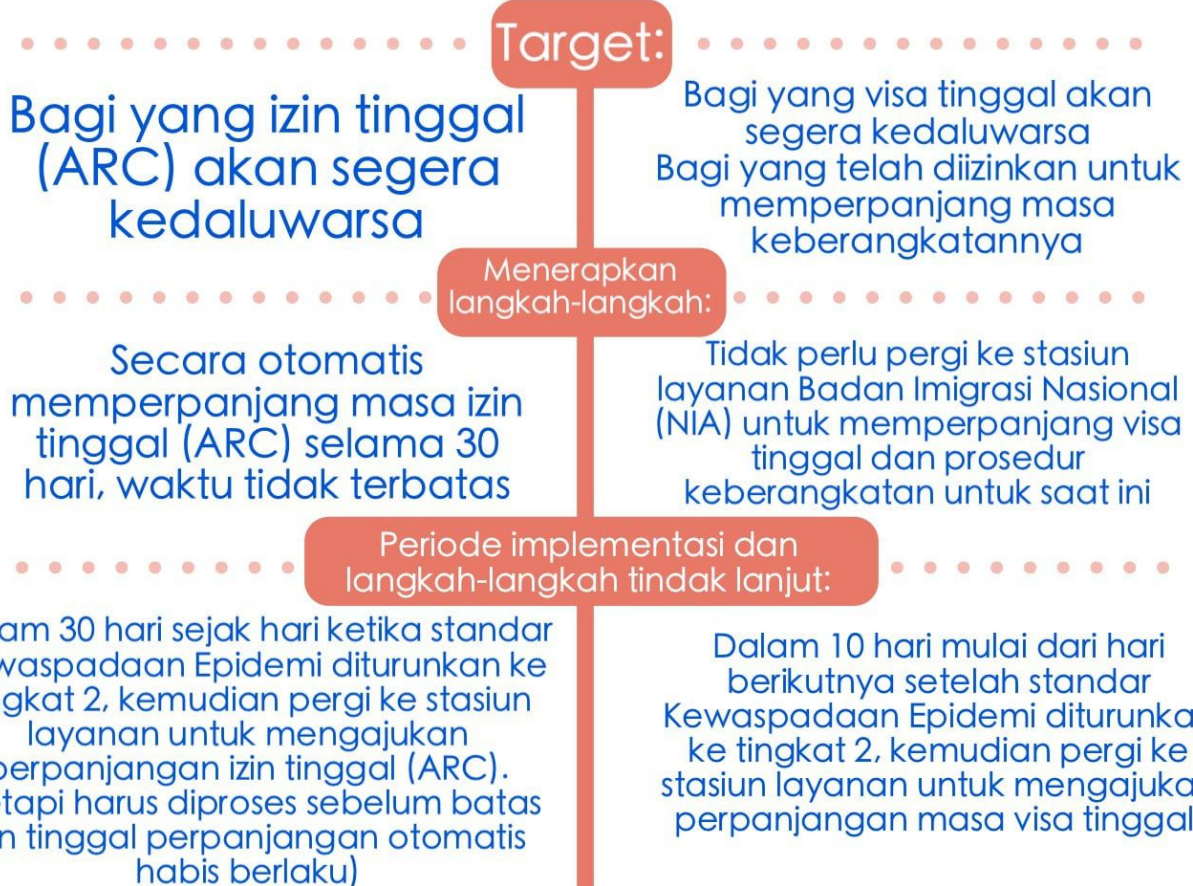 Target:
Bagi yang izin tinggal
(ARC) akan segera
kedaluwarsa
Bagi yang visa tinggal akan
segera kedaluwarsa
Bagi yang telah diizinkan untuk
memperpanjang masa
keberangkatannya
Menerapkan
langkah-langkah:
Secara otomatis
memperpanjang masa izin
tinggal (ARC) selama 30
hari, waktu tidak terbatas
Tidak perlu pergi ke stasiun
layanan Badan Imigrasi Nasional
(NIA) untuk memperpanjang visa
tinggal dan prosedur
keberangkatan untuk saat ini
Periode implementasi dan
langkah-langkah tindak lanjut:
30 hari sejak hari ketika standar
Epidemi diturunkan ke
2, kemudian pergi ke stasiun
layanan untuk mengajukan
perpanjangan izin tinggal (ARC).
harus diproses sebelum batas
tinggal perpanjangan otomatis
habis berlaku)
Dalam 10 hari mulai dari hari
berikutnya setelah standar
Kewaspadaan Epidemi
ke tingkat 2, kemudian pergi ke
stasiun layanan untuk
perpanjangan masa visa tinggal